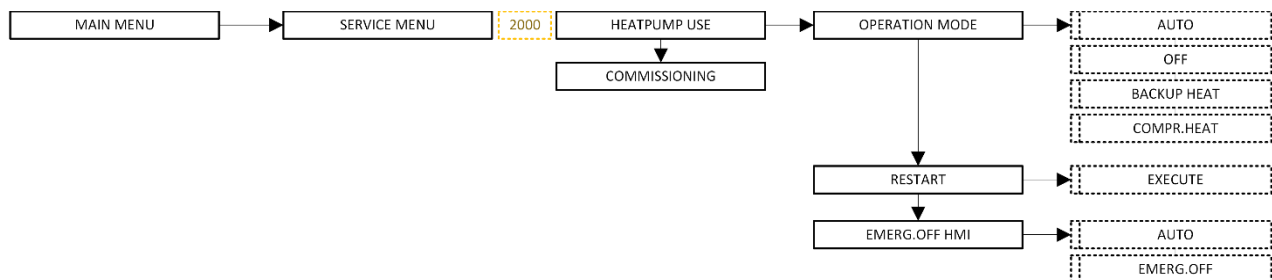 MAIN MENU
SERVICE MENU
2000
HEATPUMP USE
OPERATION MODE
AUTO
OFF
COMMISSIONING
BACKUP HEAT
COMPR.HEAT
RESTART
EXECUTE
EMERG.OFF HMI
AUTO
EMERG.OFF